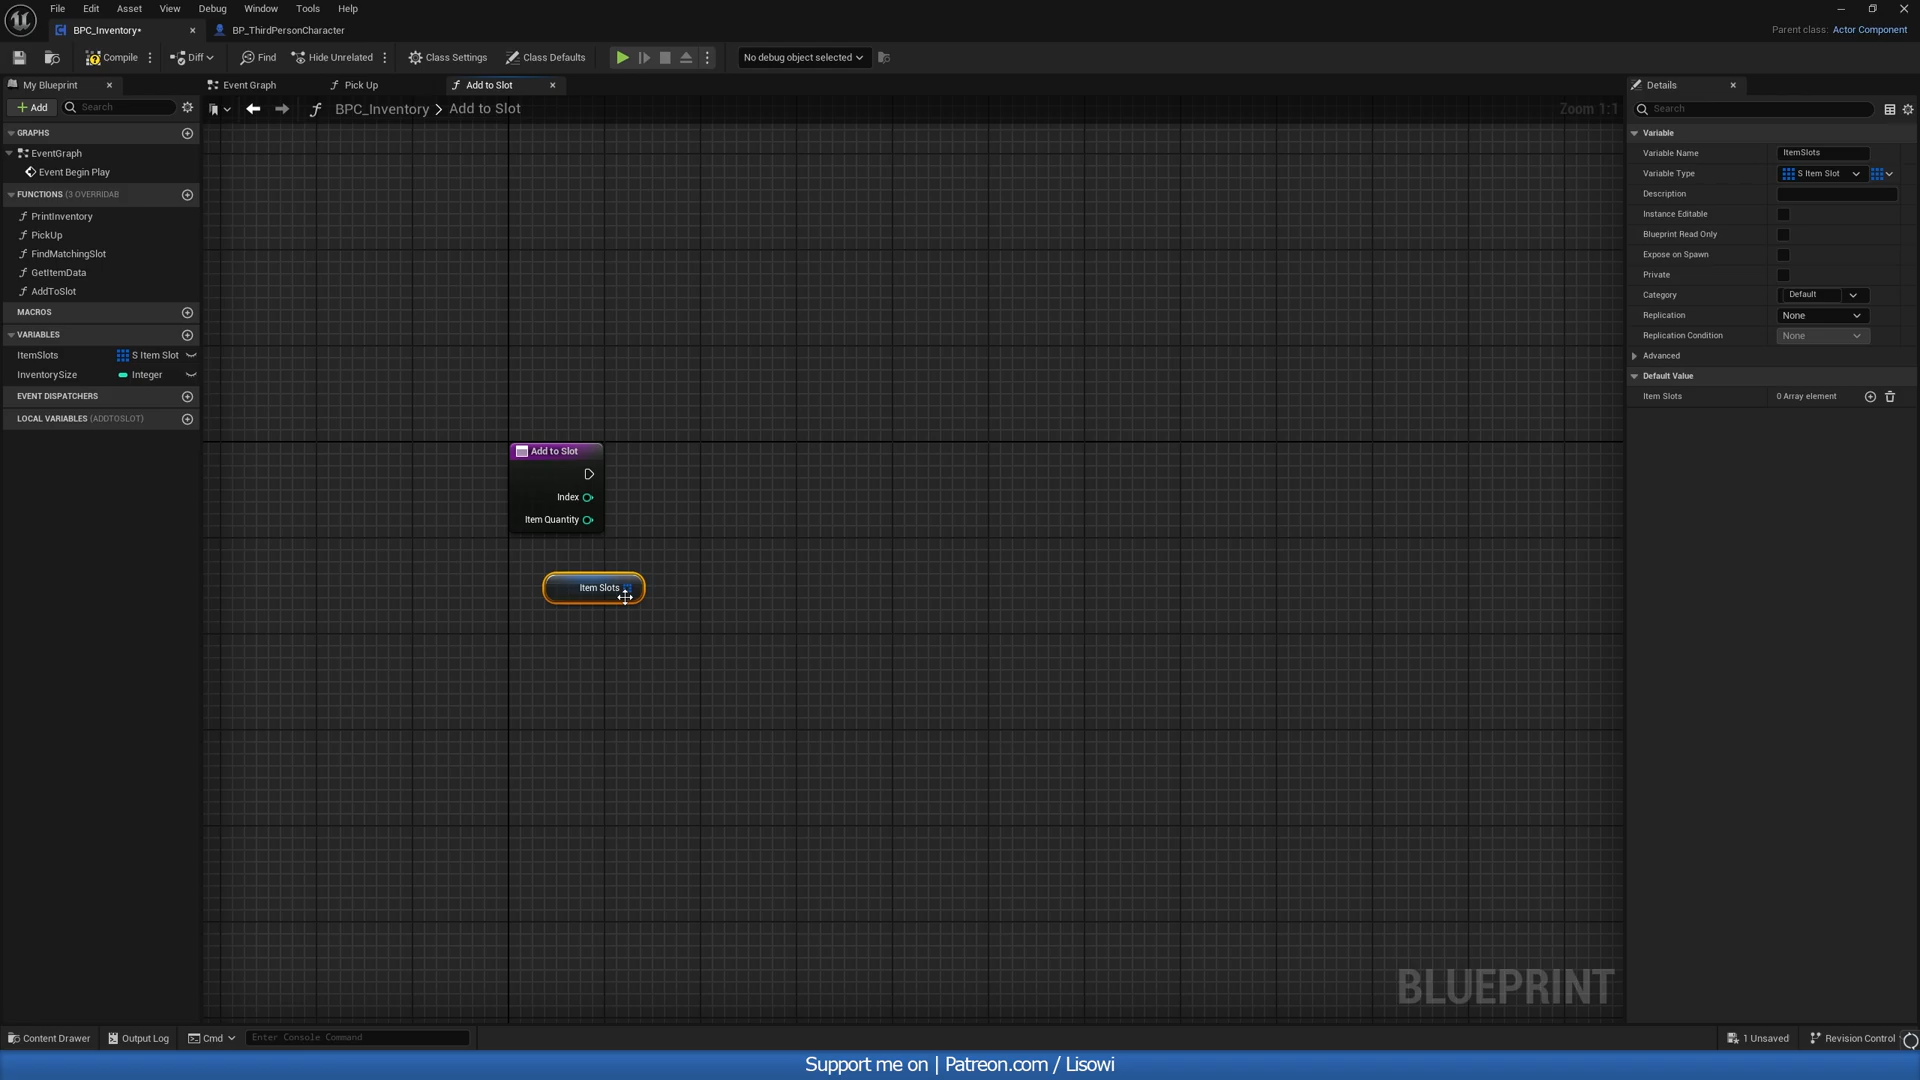 File Edit Asset View Debug Window Tools Help
BPC_Inventory• BP_ThirdPersonCharacter
Parent class: Actor Component
Compile Diff Find Hide Unrelated Class Settings Class Defaults No debug object selected
My Blueprint Event Graph Pick Up Add to Slot Details
Add Search BPC_Inventory > Add to Slot Zoom 1:1 Search
GRAPHS
EventGraph
Event Begin Play
FUNCTIONS (3 OVERRIDAB
PrintInventory
PickUp
FindMatchingSlot
GetItemData
AddToSlot
MACROS
VARIABLES
ItemSlots S Item Slot
InventorySize Integer
EVENT DISPATCHERS
LOCAL VARIABLES (ADDTOSLOT)
Add to Slot
Index
Item Quantity
Item Slots
BLUEPRINT
Variable
Variable Name ItemSlots
Variable Type S Item Slot
Description
Instance Editable
Blueprint Read Only
Expose on Spawn
Private
Category Default
Replication None
Replication Condition None
Advanced
Default Value
Item Slots 0 Array element
Content Drawer Output Log Cmd Enter Console Command 1 Unsaved Revision Control
Support me on | Patreon.com / Lisowi